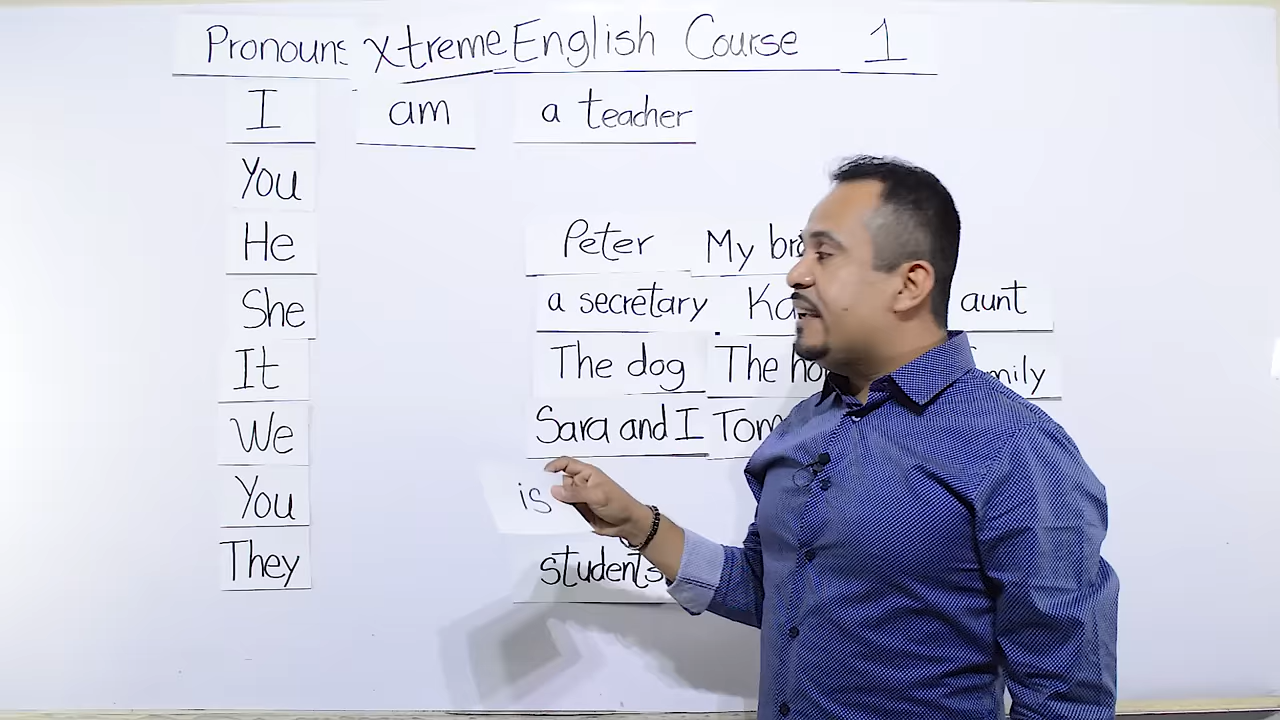 Pronouns Xtreme English Course 1
I am a teacher
You
He Peter My
She a secretary aunt
It The dog The
We Sara and I
You is
They students